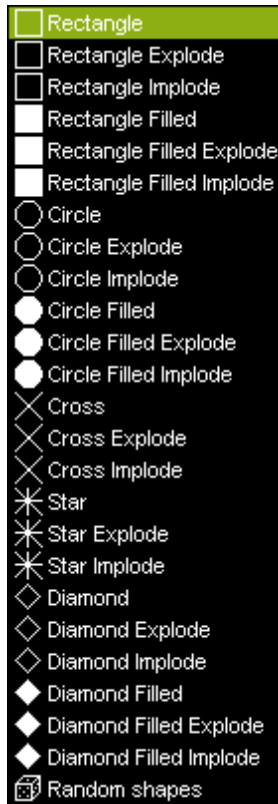 Rectangle
Rectangle Explode
Rectangle Implode
Rectangle Filled
Rectangle Filled Explode
Rectangle Filled Implode
Circle
Circle Explode
Circle Implode
Circle Filled
Circle Filled Explode
Circle Filled Implode
Cross
Cross Explode
Cross Implode
Star
Star Explode
Star Implode
Diamond
Diamond Explode
Diamond Implode
Diamond Filled
Diamond Filled Explode
Diamond Filled Implode
Random shapes